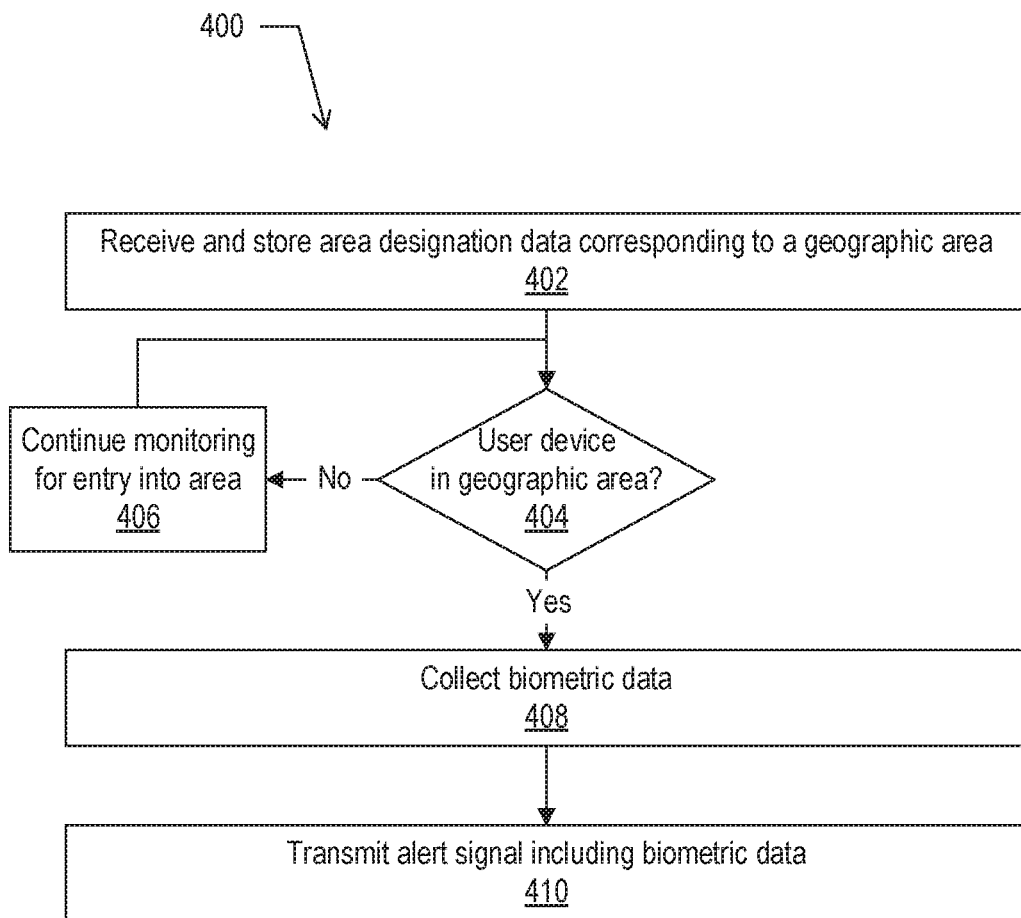 400
Receive and store area designation data corresponding to a geographic area
402
User device
in geographic area?
404
Continue monitoring
for entry into area
406
No
Yes
Collect biometric data
408
Transmit alert signal including biometric data
410